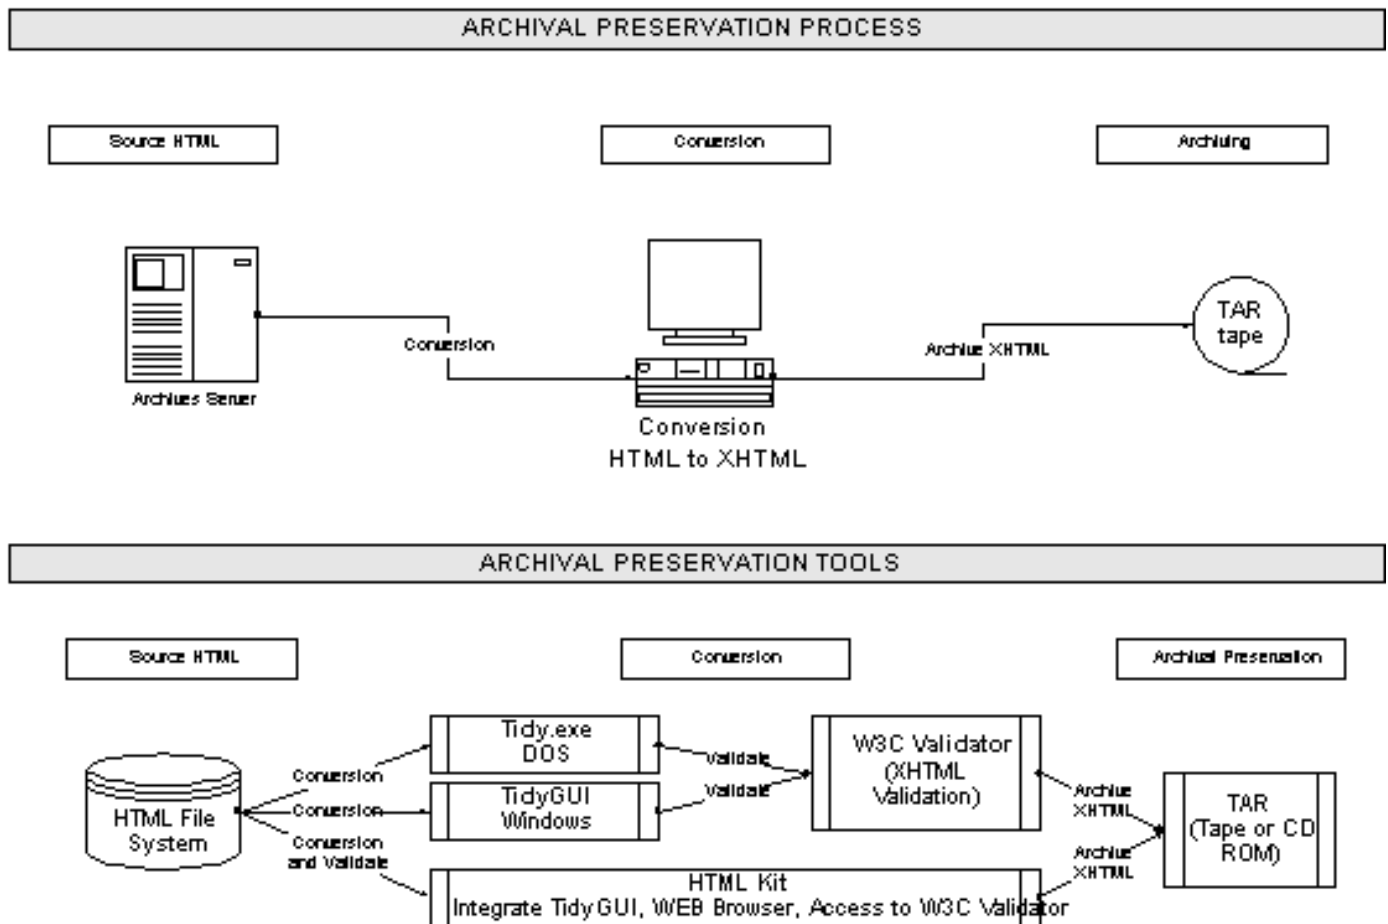 ARCHIVAL PRESERVATION PROCESS
Source HTML
Conversion
Archiving
Conversion
Archive XHTML
TAR
tape
Archives Server
Conversion
HTML to XHTML
ARCHIVAL PRESERVATION TOOLS
Source HTML
Conversion
Archival Preservation
HTML File
System
Conversion
Conversion
Conversion
and Validate
Tidy.exe
DOS
TidyGUI
Windows
Validate
Validate
W3C Validator
(XHTML
Validation)
Archive
XHTML
Archive
XHTML
TAR
(Tape or CD
ROM)
HTML Kit
Integrate TidyGUI, WEB Browser, Access to W3C Validator